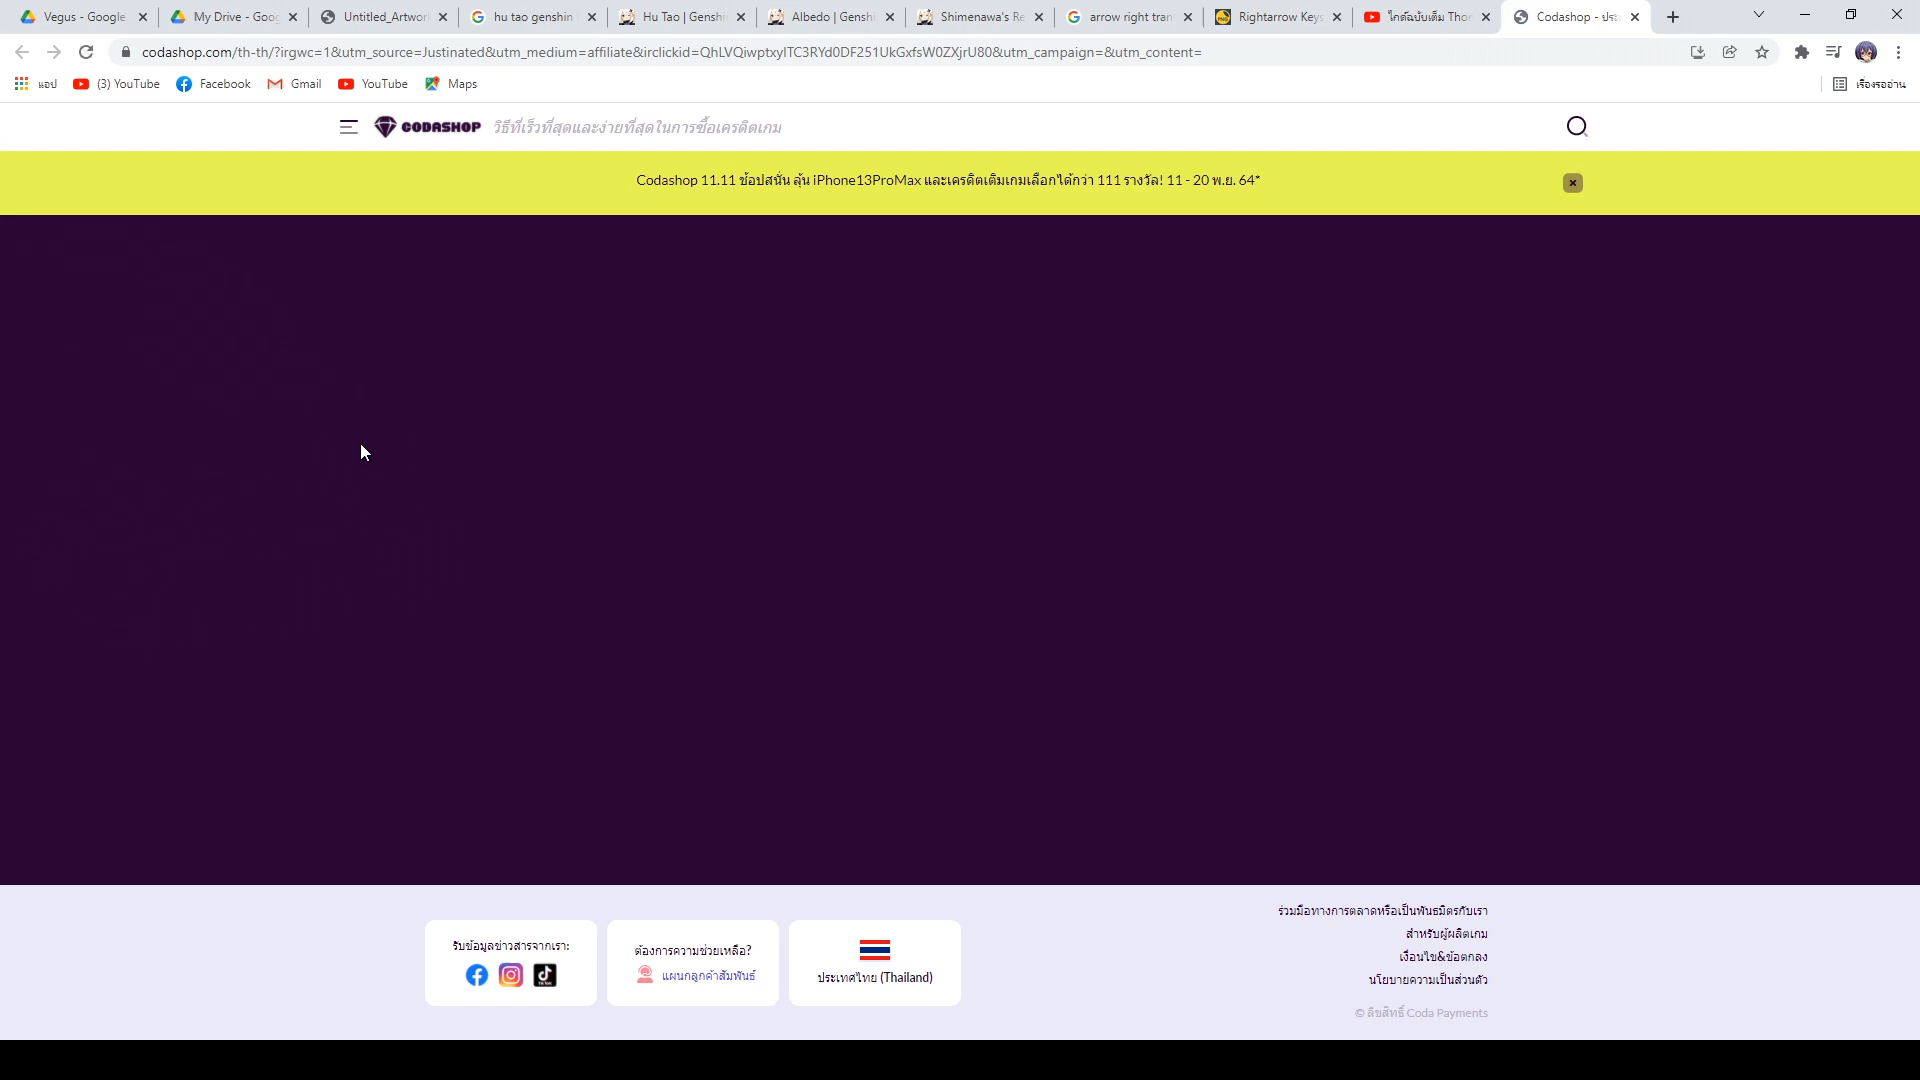 Vegus - Google
My Drive - Goog
Untitled_Artwor
hu tao genshin
Hu Tao | Genshi
Albedo | Genshi
Shimenawa's Re
arrow right tran
Rightarrow Keys
ไกด์ฉบับเต็ม Tho
Codashop - ประ
codashop.com/th-th/?irgwc=1&utm_source=Justinated&utm_medium=affiliate&irclickid=QhLVQiwptxyITC3RYd0DF251UkGxfsW0ZXjrU80&utm_campaign=&utm_content=
แอป
(3) YouTube
Facebook
Gmail
YouTube
Maps
เรื่องรออ่าน
CODASHOP
วิธีที่เร็วที่สุดและง่ายที่สุดในการซื้อเครดิตเกม
Codashop 11.11 ช้อปสนั่น ลุ้น iPhone13ProMax และเครดิตเติมเกมเลือกได้กว่า 111 รางวัล! 11 - 20 พ.ย. 64*
รับข้อมูลข่าวสารจากเรา:
ต้องการความช่วยเหลือ?
แผนกลูกค้าสัมพันธ์
ประเทศไทย (Thailand)
ร่วมมือทางการตลาดหรือเป็นพันธมิตรกับเรา
สำหรับผู้ผลิตเกม
เงื่อนไข&ข้อตกลง
นโยบายความเป็นส่วนตัว
© ลิขสิทธิ์ Coda Payments